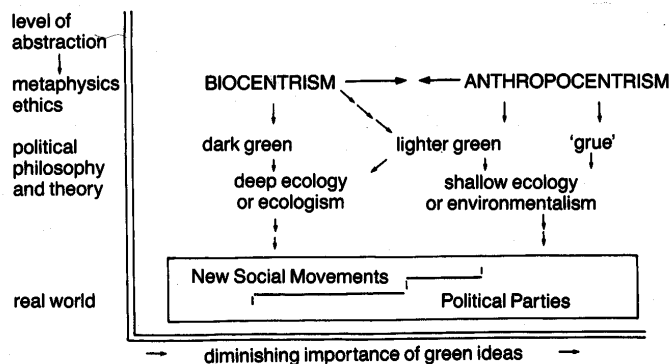 level of
abstraction
metaphysics
ethics
BIOCENTRISM
ANTHROPOCENTRISM
political
philosophy
and theory
dark green
lighter green
'grue'
deep ecology
or ecologism
shallow ecology
or environmentalism
real world
New Social Movements
Political Parties
diminishing importance of green ideas